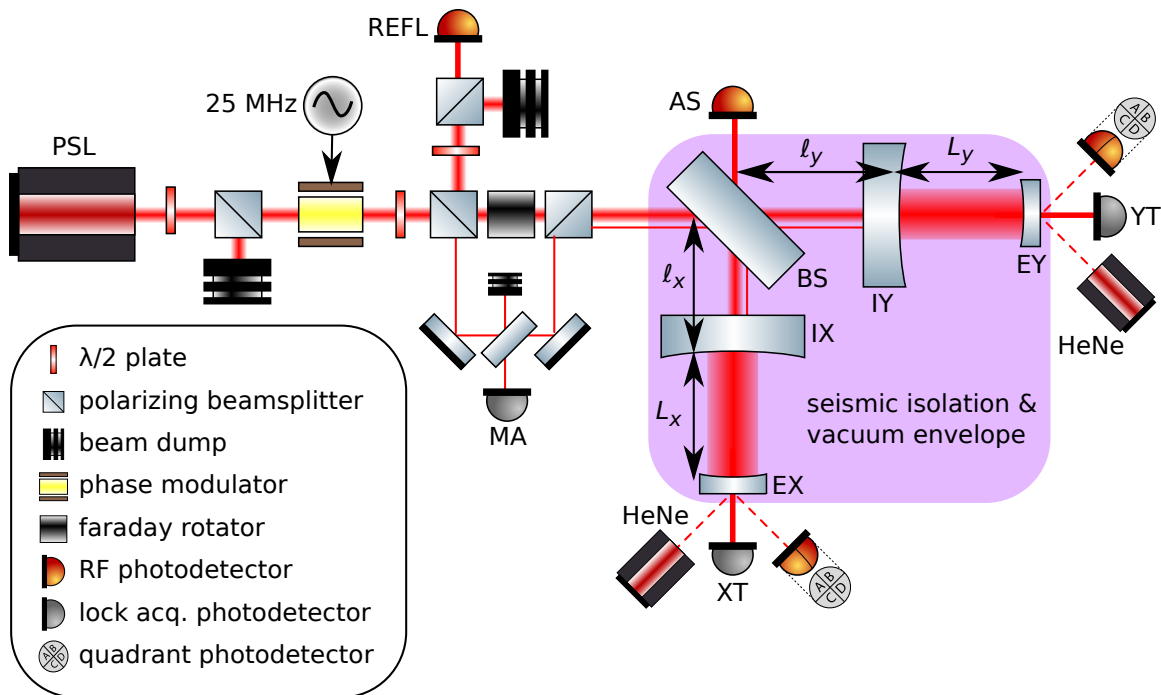 REFL
25 MHz
PSL
AS
ℓy
Ly
A B C D
YT
EY
BS
IY
ℓx
HeNe
IX
MA
Lx
seismic isolation &
vacuum envelope
EX
HeNe
XT
A B C D
λ/2 plate
polarizing beamsplitter
beam dump
phase modulator
faraday rotator
RF photodetector
lock acq. photodetector
A B C D
quadrant photodetector